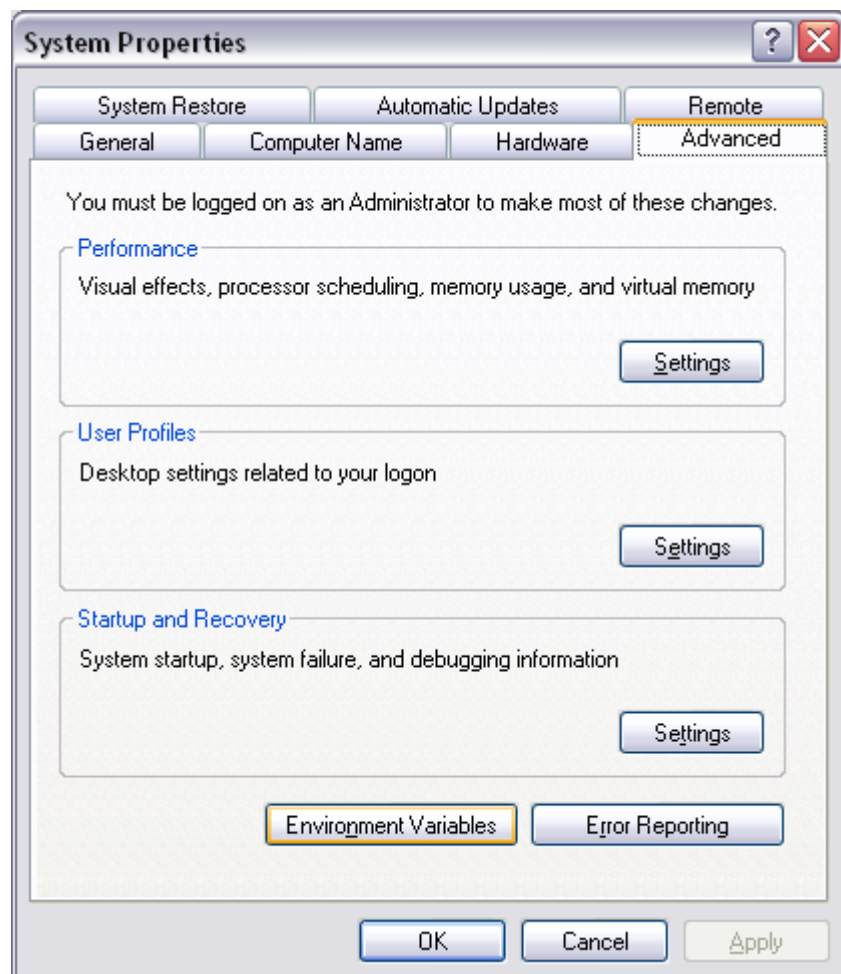 System Properties
System Restore
Automatic Updates
Remote
General
Computer Name
Hardware
Advanced
You must be logged on as an Administrator to make most of these changes.
Performance
Visual effects, processor scheduling, memory usage, and virtual memory
Settings
User Profiles
Desktop settings related to your logon
Settings
Startup and Recovery
System startup, system failure, and debugging information
Settings
Environment Variables
Error Reporting
OK
Cancel
Apply